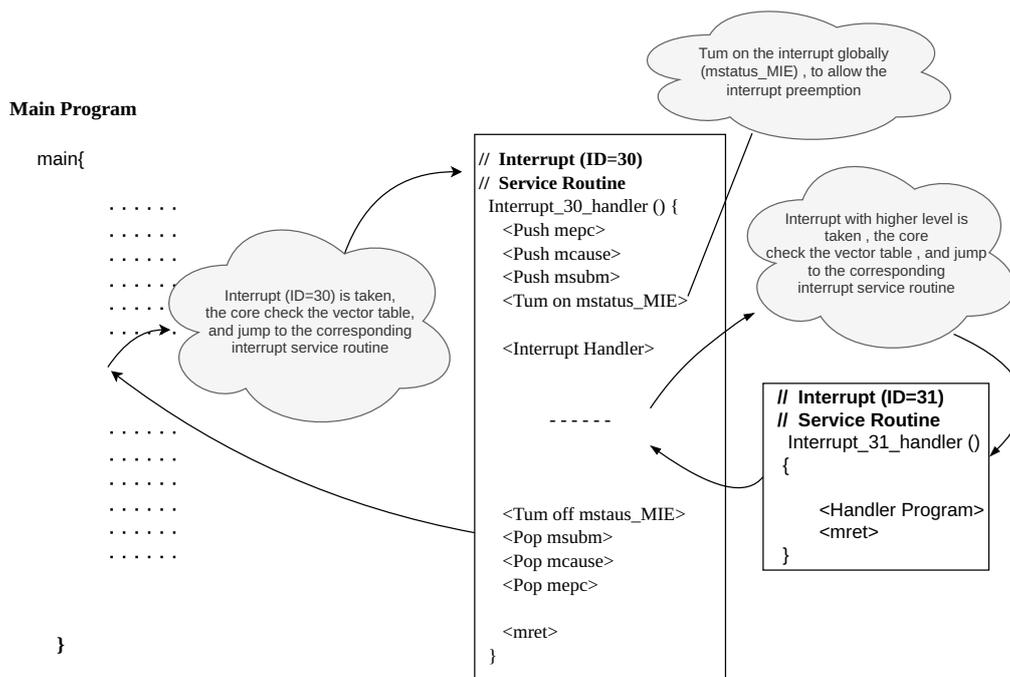 Tum on the interrupt globally
(mstatus_MIE) , to allow the
interrupt preemption
Main Program
main{
. . . . . .
. . . . . .
. . . . . .
. . . . . .
. . . . . .
. . . . . .
Interrupt (ID=30) is taken,
the core check the vector table,
and jump to the corresponding
interrupt service routine
. . . . . .
. . . . . .
. . . . . .
. . . . . .
. . . . . .
. . . . . .
}
// Interrupt (ID=30)
// Service Routine
Interrupt_30_handler () {
<Push mepc>
<Push mcause>
<Push msubm>
<Tum on mstatus_MIE>
<Interrupt Handler>
- - - - - -
<Tum off mstaus_MIE>
<Pop msubm>
<Pop mcause>
<Pop mepc>
<mret>
}
Interrupt with higher level is
taken , the core
check the vector table , and jump
to the corresponding
interrupt service routine
// Interrupt (ID=31)
// Service Routine
Interrupt_31_handler ()
{
<Handler Program>
<mret>
}